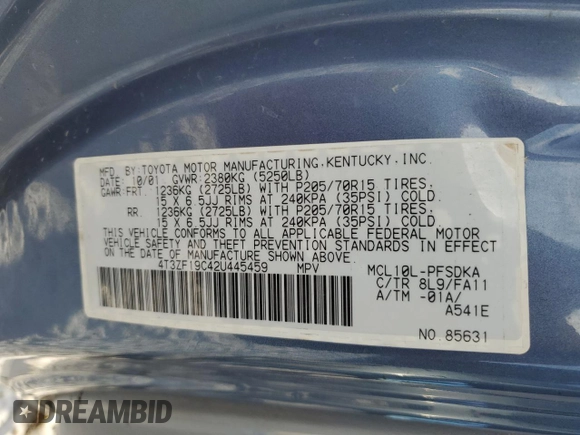 MFD. BY:TOYOTA MOTOR MANUFACTURING,KENTUCKY,INC.
DATE: 10/01 GVWR:2380KG (5250LB)
GAWR:FRT. 1236KG (2725LB) WITH P205/70R15 TIRES,
15 X 6.5JJ RIMS AT 240KPA (35PSI) COLD.
RR. 1236KG (2725LB) WITH P205/70R15 TIRES,
15 X 6.5JJ RIMS AT 240KPA (35PSI) COLD.
THIS VEHICLE CONFORMS TO ALL APPLICABLE FEDERAL MOTOR
VEHICLE SAFETY AND THEFT PREVENTION STANDARDS IN EFFECT
ON THE DATE OF MANUFACTURE SHOWN ABOVE.
4T3ZF19C42U445459 MPV
MCL10L-PFSDKA
C/TR 8L9/FA11
A/TM -01A/
A541E
NO.85631
DREAMBID